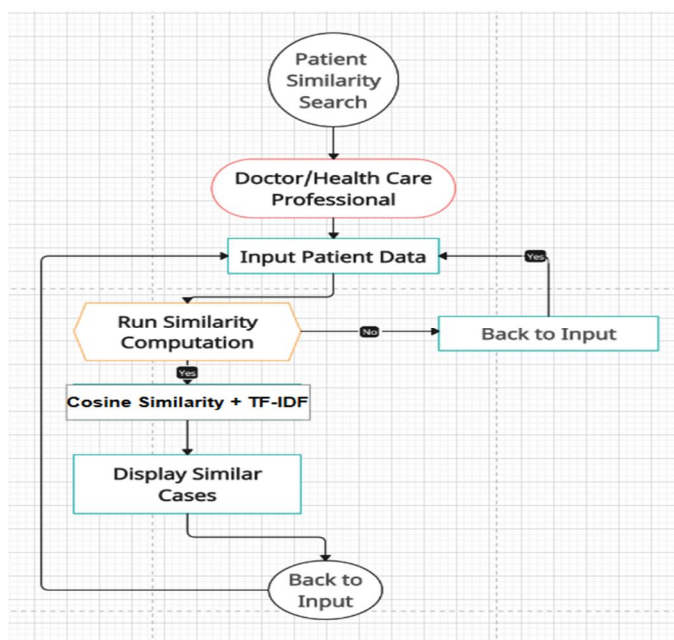 Patient
Similarity
Search
Doctor/Health Care
Professional
Input Patient Data
Yes
Run Similarity
Computation
No
Back to Input
Yes
Cosine Similarity + TF-IDF
Display Similar
Cases
Back to
Input